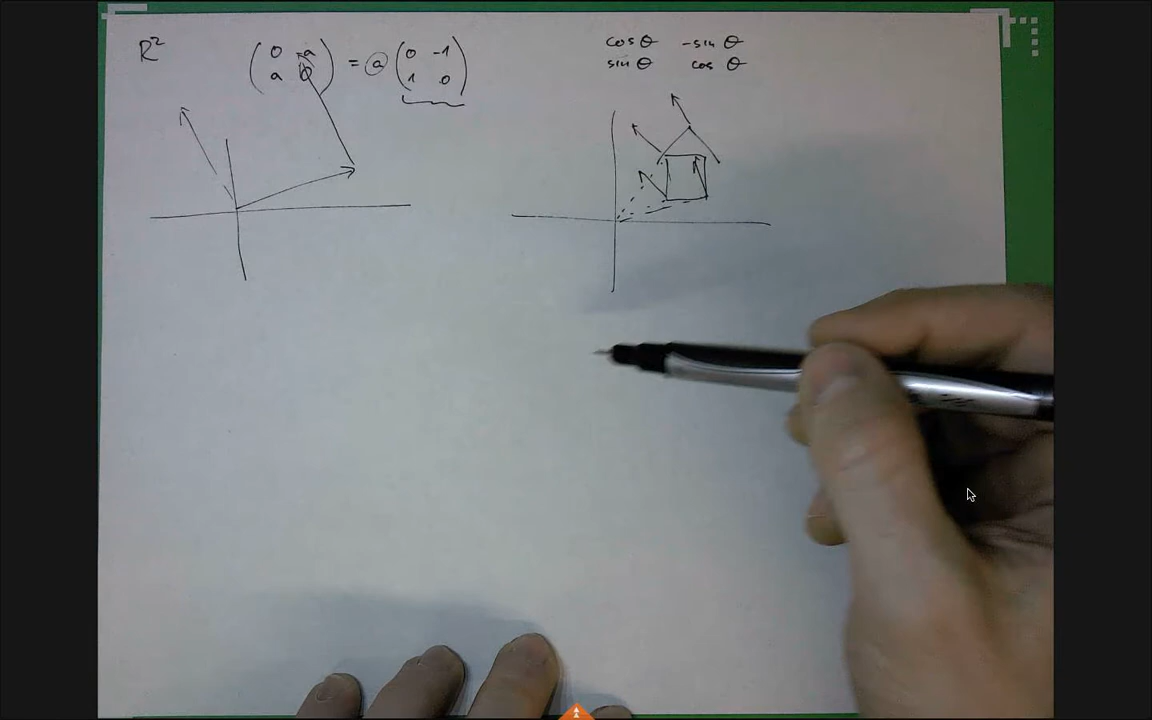 R² ( 0 -a ) = a ( 0 -1 )
( a 0 ) ( 1 0 )
cos θ -sin θ
sin θ cos θ